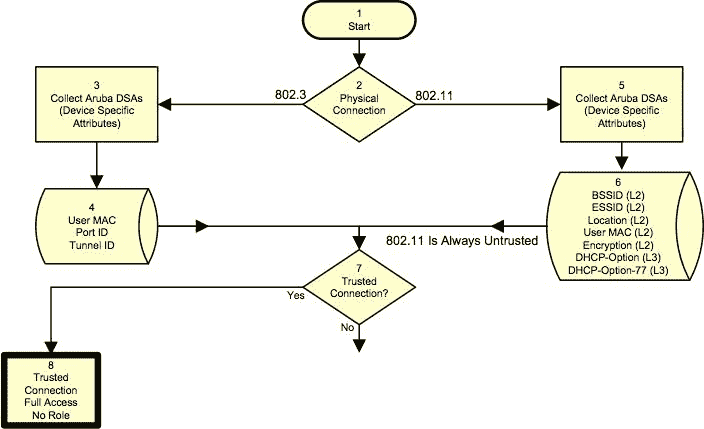 1
Start
802.3
2
Physical
Connection
802.11
3
Collect Aruba DSAs
(Device Specific
Attributes)
5
Collect Aruba DSAs
(Device Specific
Attributes)
4
User MAC
Port ID
Tunnel ID
6
BSSID (L2)
ESSID (L2)
Location (L2)
User MAC (L2)
Encryption (L2)
DHCP-Option (L3)
DHCP-Option-77 (L3)
802.11 Is Always Untrusted
7
Trusted
Connection?
Yes
No
8
Trusted
Connection
Full Access
No Role